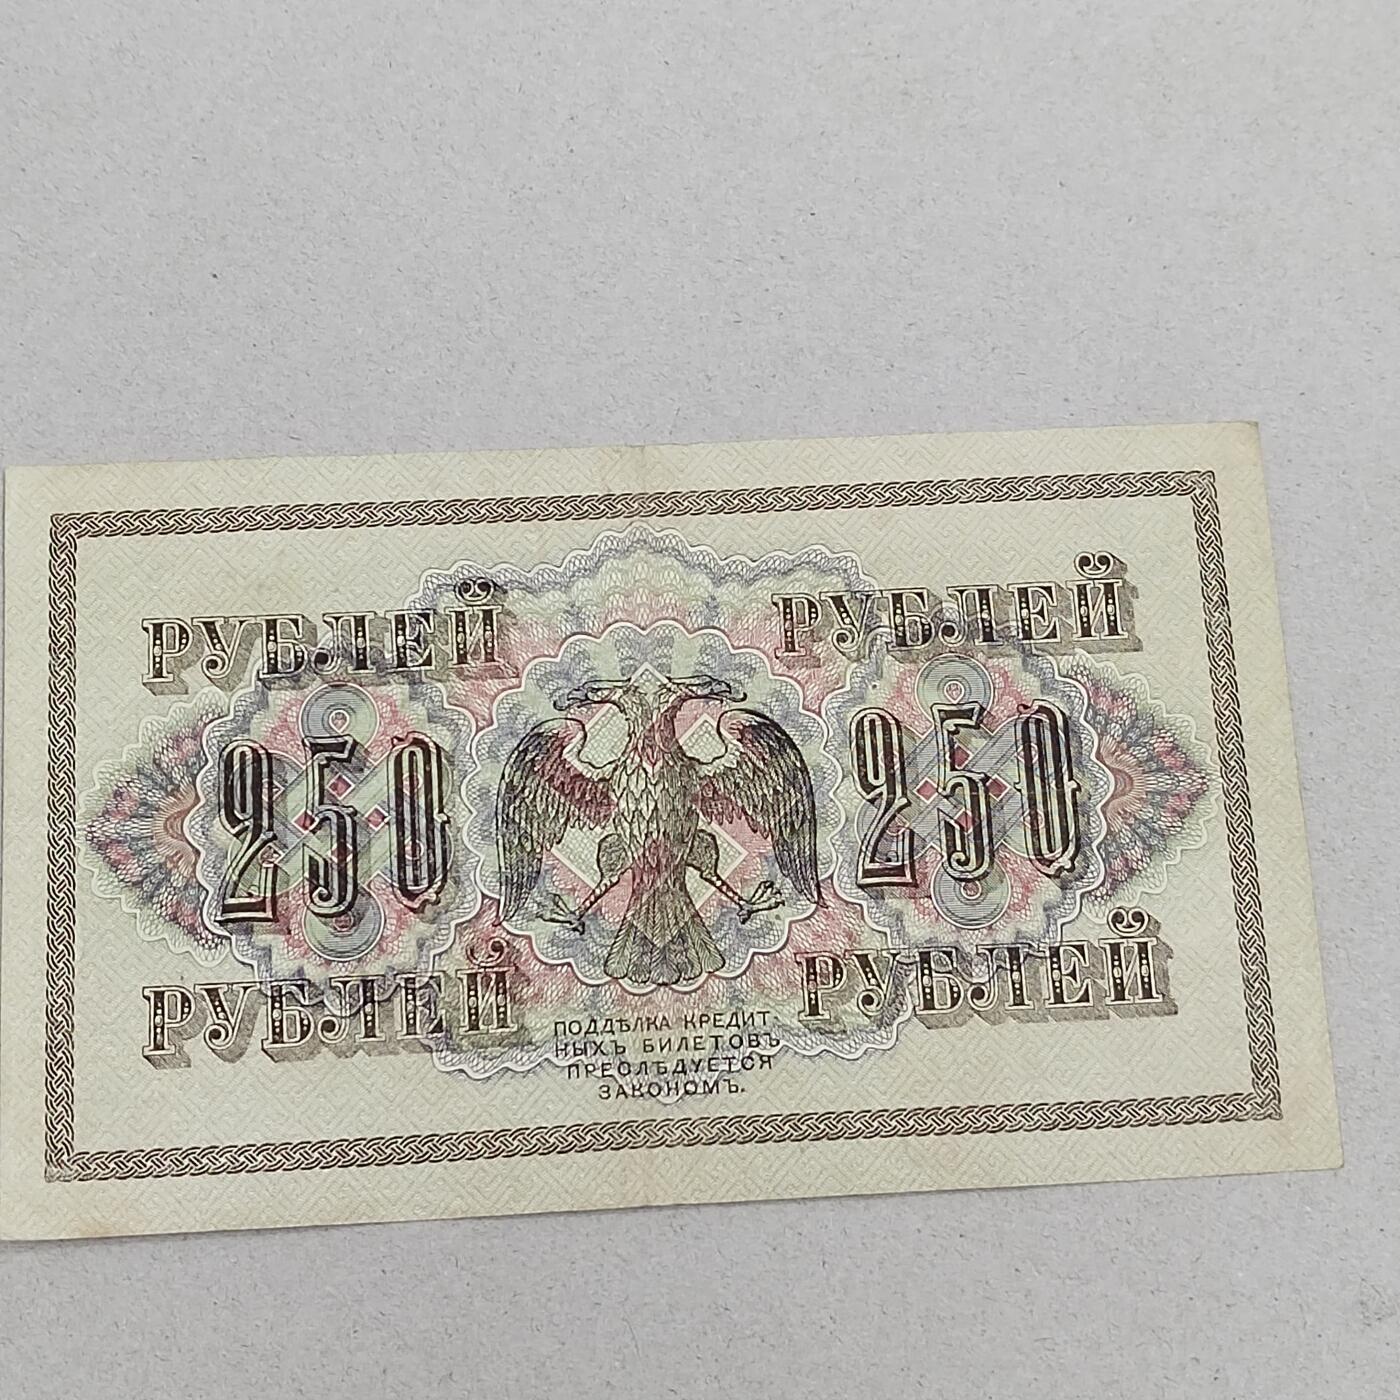 РУБЛЕЙ РУБЛЕЙ
250 250
РУБЛЕЙ РУБЛЕЙ
ПОДДѢЛКА КРЕДИТ-
НЫХЪ БИЛЕТОВЪ
ПРЕСЛѢДУЕТСЯ
ЗАКОНОМЪ.